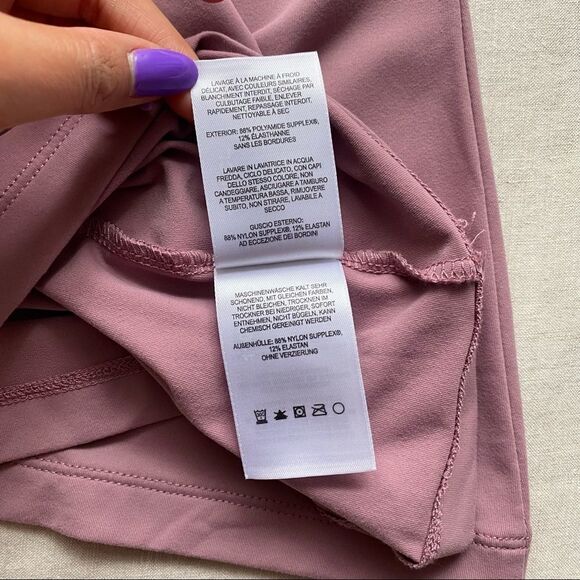 LAVAGE À LA MACHINE À FROID
DÉLICAT, AVEC COULEURS SIMILAIRES,
BLANCHIMENT INTERDIT, SÉCHAGE PAR
CULBUTAGE FAIBLE, ENLEVER
RAPIDEMENT, REPASSAGE INTERDIT,
NETTOYABLE À SEC
EXTERIOR: 88% POLYAMIDE SUPPLEX®,
12% ÉLASTHANNE
SANS LES BORDURES
LAVARE IN LAVATRICE IN ACQUA
FREDDA, CICLO DELICATO, CON CAPI
DELLO STESSO COLORE, NON
CANDEGGIARE, ASCIUGARE A TAMBURO
A TEMPERATURA BASSA, RIMUOVERE
SUBITO, NON STIRARE, LAVABILE A
SECCO
GUSCIO ESTERNO:
88% NYLON SUPPLEX®, 12% ELASTAN
AD ECCEZIONE DEI BORDINI
MASCHINENWÄSCHE KALT SEHR
SCHONEND, MIT GLEICHEN FARBEN,
NICHT BLEICHEN, TROCKNEN IM
TROCKNER BEI NIEDRIGER, SOFORT
ENTNEHMEN, NICHT BÜGELN, KANN
CHEMISCH GEREINIGT WERDEN
AUßENHÜLLE: 88% NYLON SUPPLEX®,
12% ELASTAN
OHNE VERZIERUNG